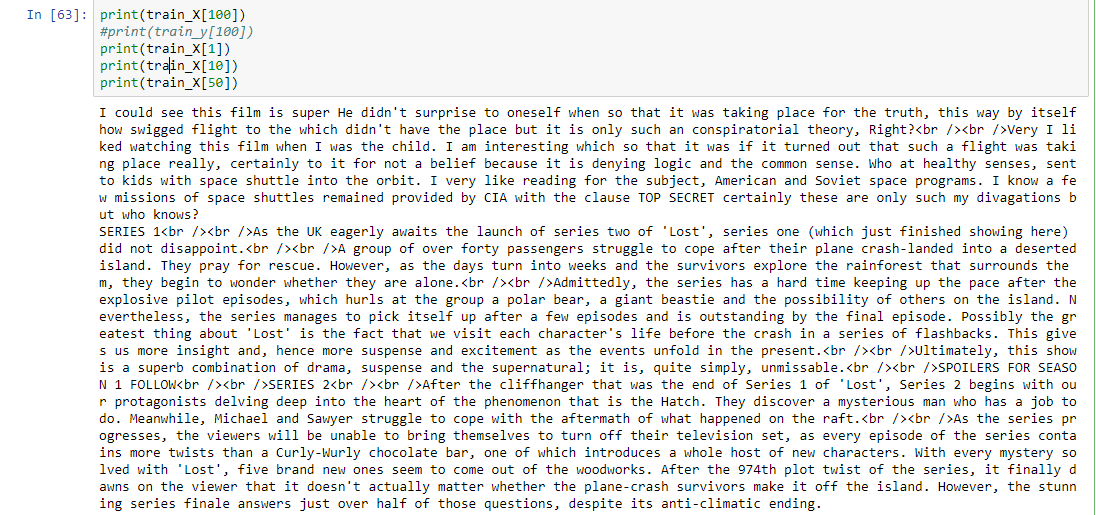 In [63]: print(train_X[100])
#print(train_y[100])
print(train_X[1])
print(train_X[10])
print(train_X[50])
I could see this film is super He didn't surprise to oneself when so that it was taking place for the truth, this way by itself
how swigged flight to the which didn't have the place but it is only such an conspiratorial theory, Right?<br /><br />Very I li
ked watching this film when I was the child. I am interesting which so that it was if it turned out that such a flight was taki
ng place really, certainly to it for not a belief because it is denying logic and the common sense. Who at healthy senses, sent
to kids with space shuttle into the orbit. I very like reading for the subject, American and Soviet space programs. I know a fe
w missions of space shuttles remained provided by CIA with the clause TOP SECRET certainly these are only such my divagations b
ut who knows?
SERIES 1<br /><br />As the UK eagerly awaits the launch of series two of 'Lost', series one (which just finished showing here)
did not disappoint.<br /><br />A group of over forty passengers struggle to cope after their plane crash-landed into a deserted
island. They pray for rescue. However, as the days turn into weeks and the survivors explore the rainforest that surrounds the
m, they begin to wonder whether they are alone.<br /><br />Admittedly, the series has a hard time keeping up the pace after the
explosive pilot episodes, which hurls at the group a polar bear, a giant beastie and the possibility of others on the island. N
evertheless, the series manages to pick itself up after a few episodes and is outstanding by the final episode. Possibly the gr
eatest thing about 'Lost' is the fact that we visit each character's life before the crash in a series of flashbacks. This give
s us more insight and, hence more suspense and excitement as the events unfold in the present.<br /><br />Ultimately, this show
is a superb combination of drama, suspense and the supernatural; it is, quite simply, unmissable.<br /><br />SPOILERS FOR SEASO
N 1 FOLLOW<br /><br />SERIES 2<br /><br />After the cliffhanger that was the end of Series 1 of 'Lost', Series 2 begins with ou
r protagonists delving deep into the heart of the phenomenon that is the Hatch. They discover a mysterious man who has a job to
do. Meanwhile, Michael and Sawyer struggle to cope with the aftermath of what happened on the raft.<br /><br />As the series pr
ogresses, the viewers will be unable to bring themselves to turn off their television set, as every episode of the series conta
ins more twists than a Curly-Wurly chocolate bar, one of which introduces a whole host of new characters. With every mystery so
lved with 'Lost', five brand new ones seem to come out of the woodworks. After the 974th plot twist of the series, it finally d
awns on the viewer that it doesn't actually matter whether the plane-crash survivors make it off the island. However, the stunn
ing series finale answers just over half of those questions, despite its anti-climatic ending.